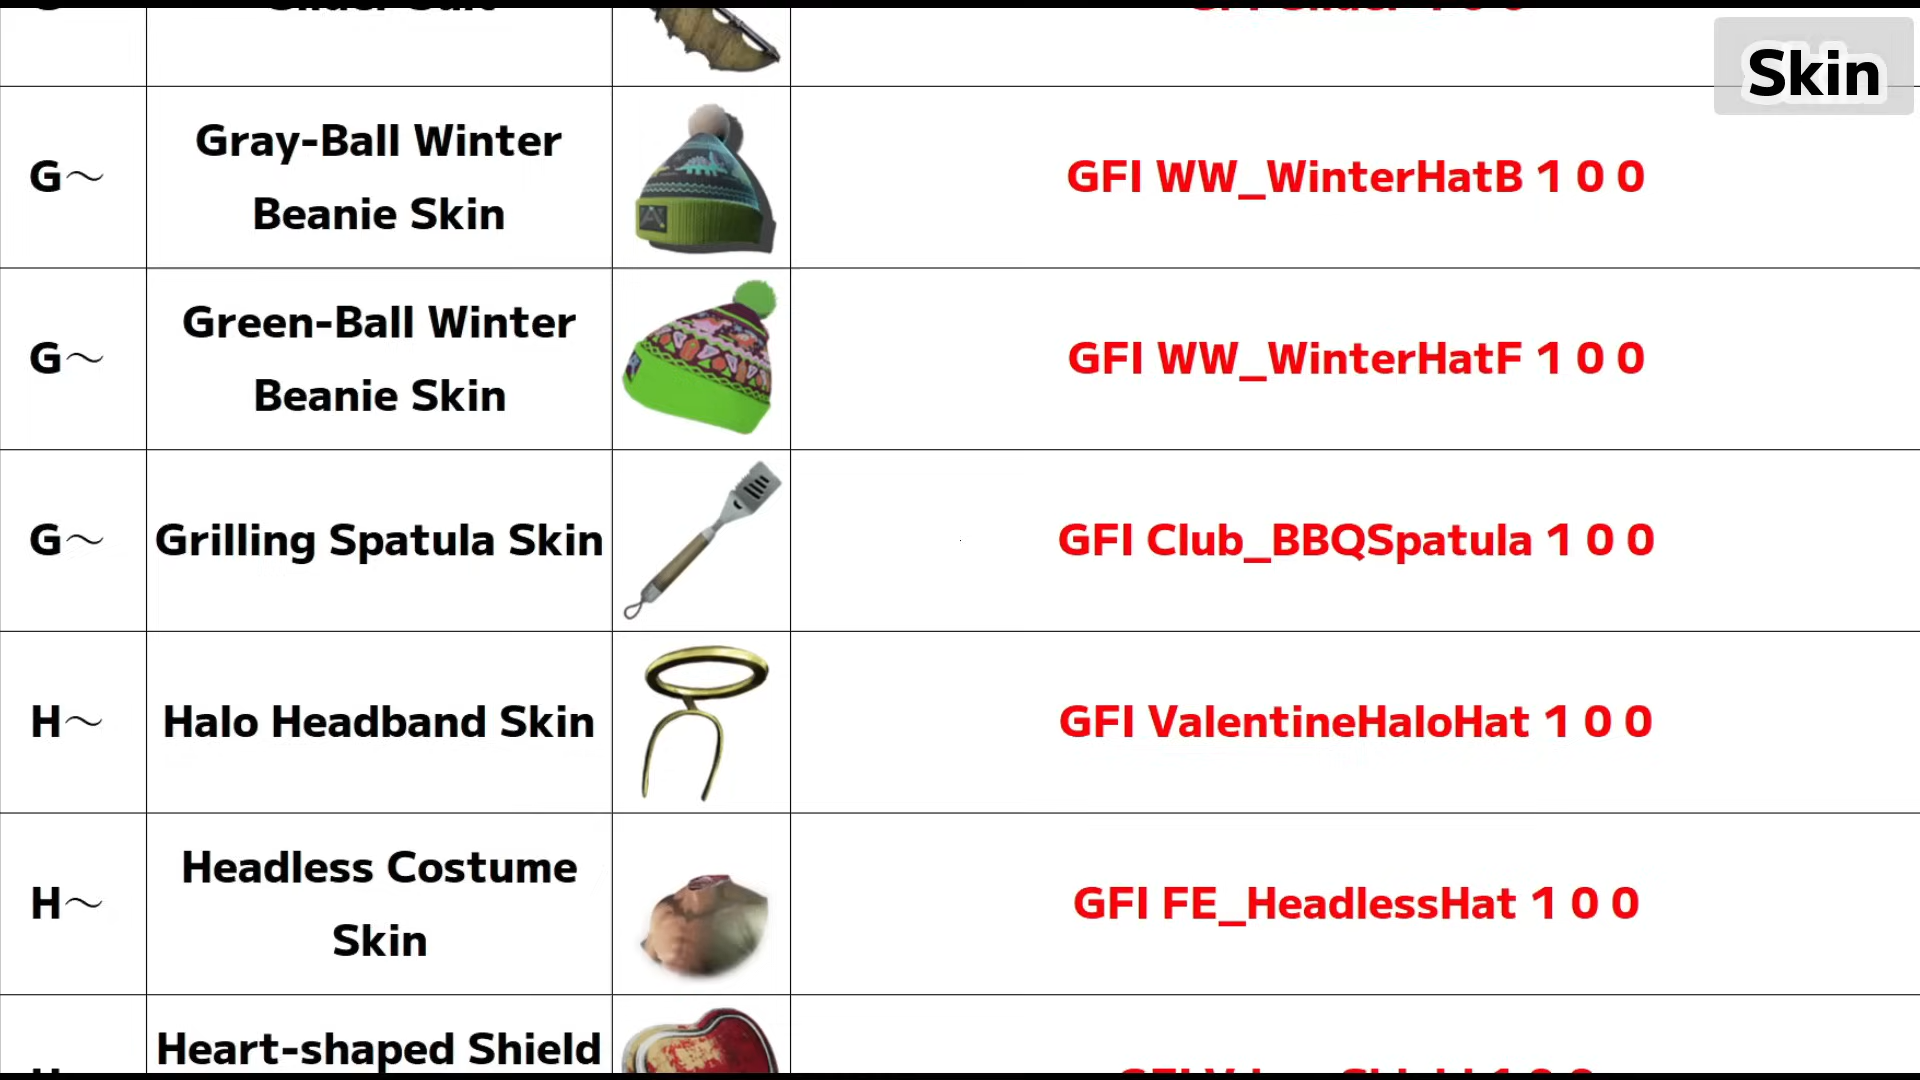 Skin
G～
Gray-Ball Winter
Beanie Skin
GFI WW_WinterHatB 1 0 0
G～
Green-Ball Winter
Beanie Skin
GFI WW_WinterHatF 1 0 0
G～
Grilling Spatula Skin
GFI Club_BBQSpatula 1 0 0
H～
Halo Headband Skin
GFI ValentineHaloHat 1 0 0
H～
Headless Costume
Skin
GFI FE_HeadlessHat 1 0 0
Heart-shaped Shield